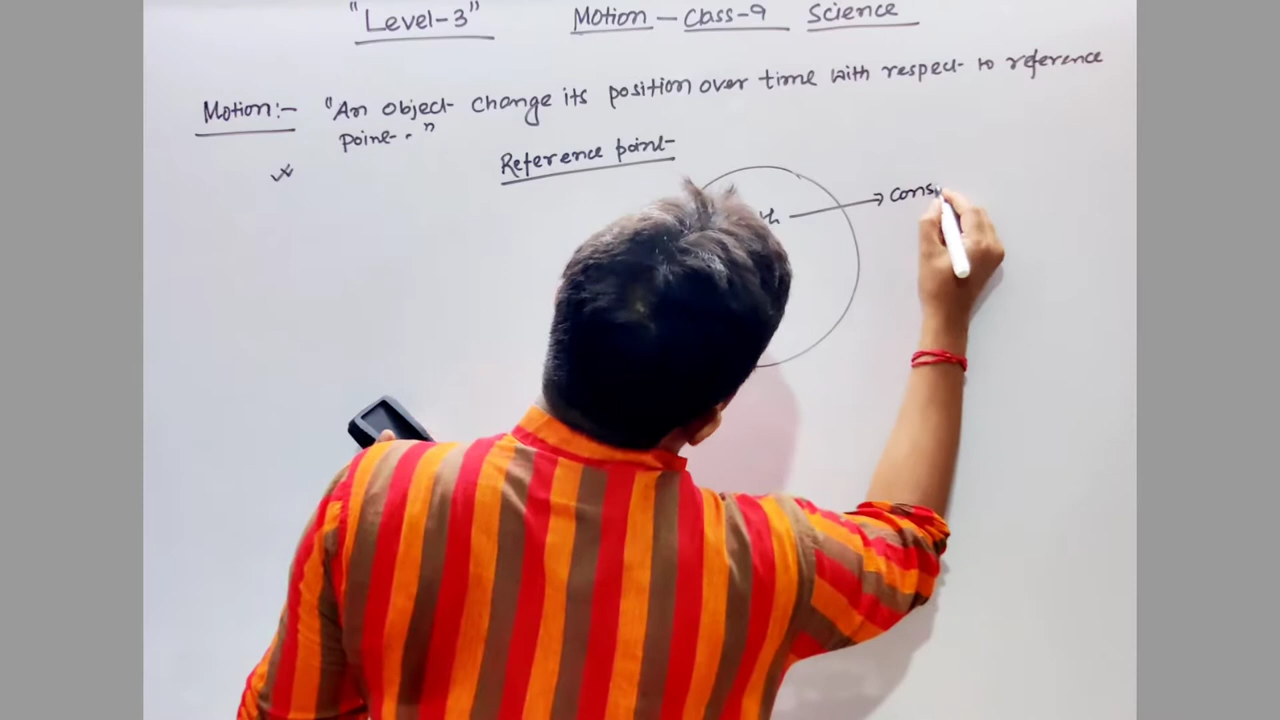 "Level-3" Motion - Class-9 Science
Motion:- "An object change its position over time with respect to reference
point.."
Reference point
Cons